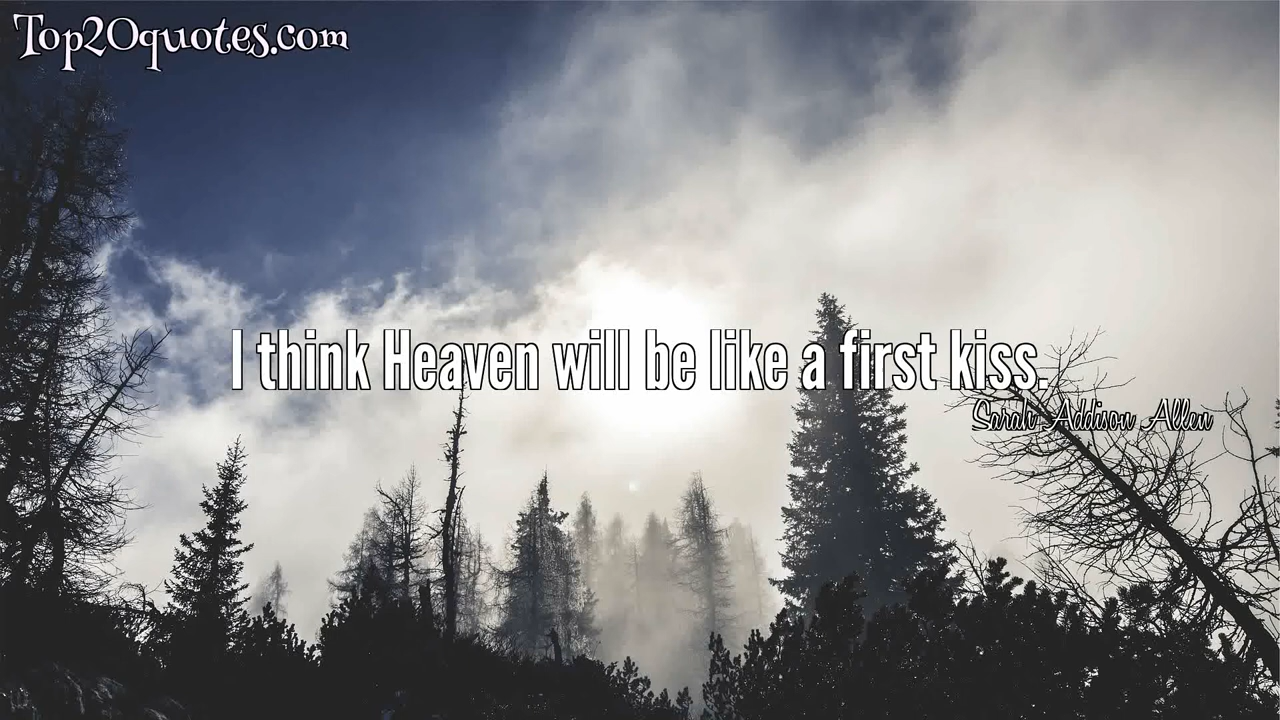 Top20quotes.com
I think Heaven will be like a first kiss.
Sarah Addison Allen